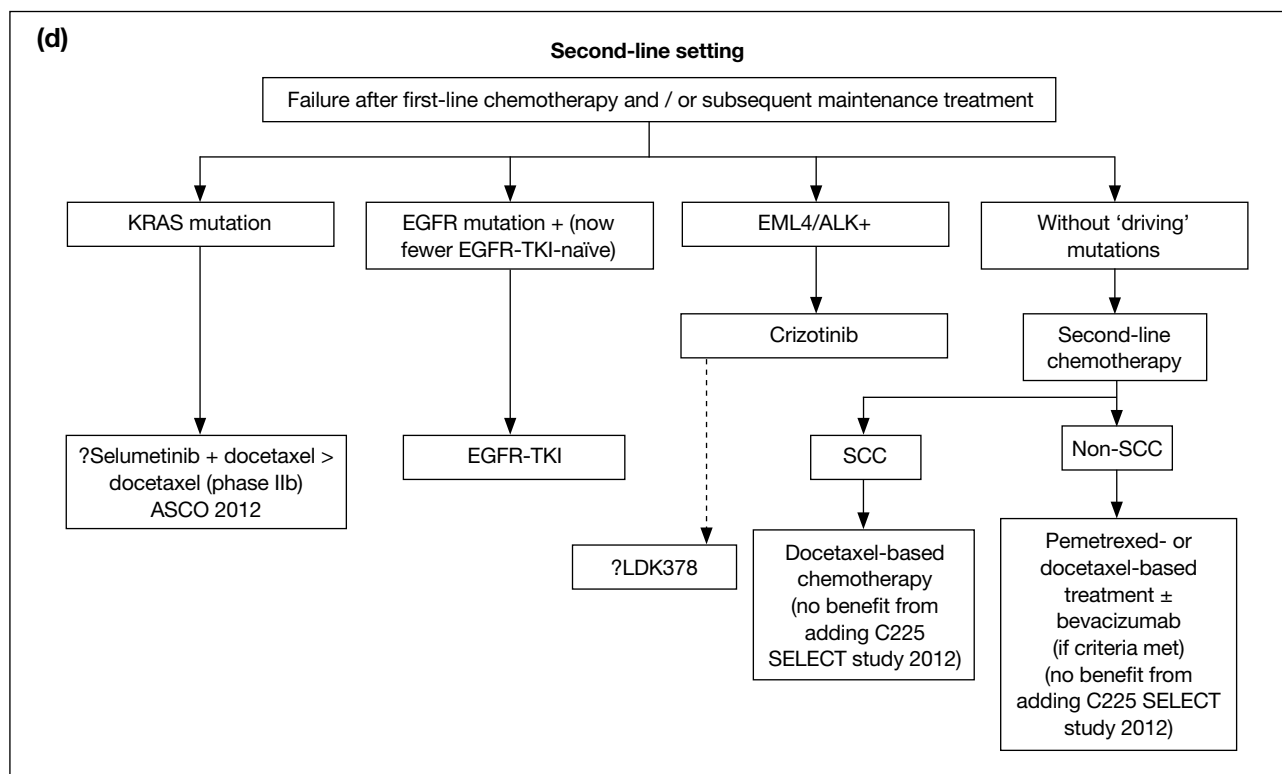 (d)
Second-line setting
Failure after first-line chemotherapy and / or subsequent maintenance treatment
KRAS mutation
EGFR mutation + (now
fewer EGFR-TKI-naïve)
EML4/ALK+
Without ‘driving’
mutations
Crizotinib
Second-line
chemotherapy
?Selumetinib + docetaxel >
docetaxel (phase IIb)
ASCO 2012
EGFR-TKI
SCC
Non-SCC
?LDK378
Docetaxel-based
chemotherapy
(no benefit from
adding C225
SELECT study 2012)
Pemetrexed- or
docetaxel-based
treatment ±
bevacizumab
(if criteria met)
(no benefit from
adding C225 SELECT
study 2012)